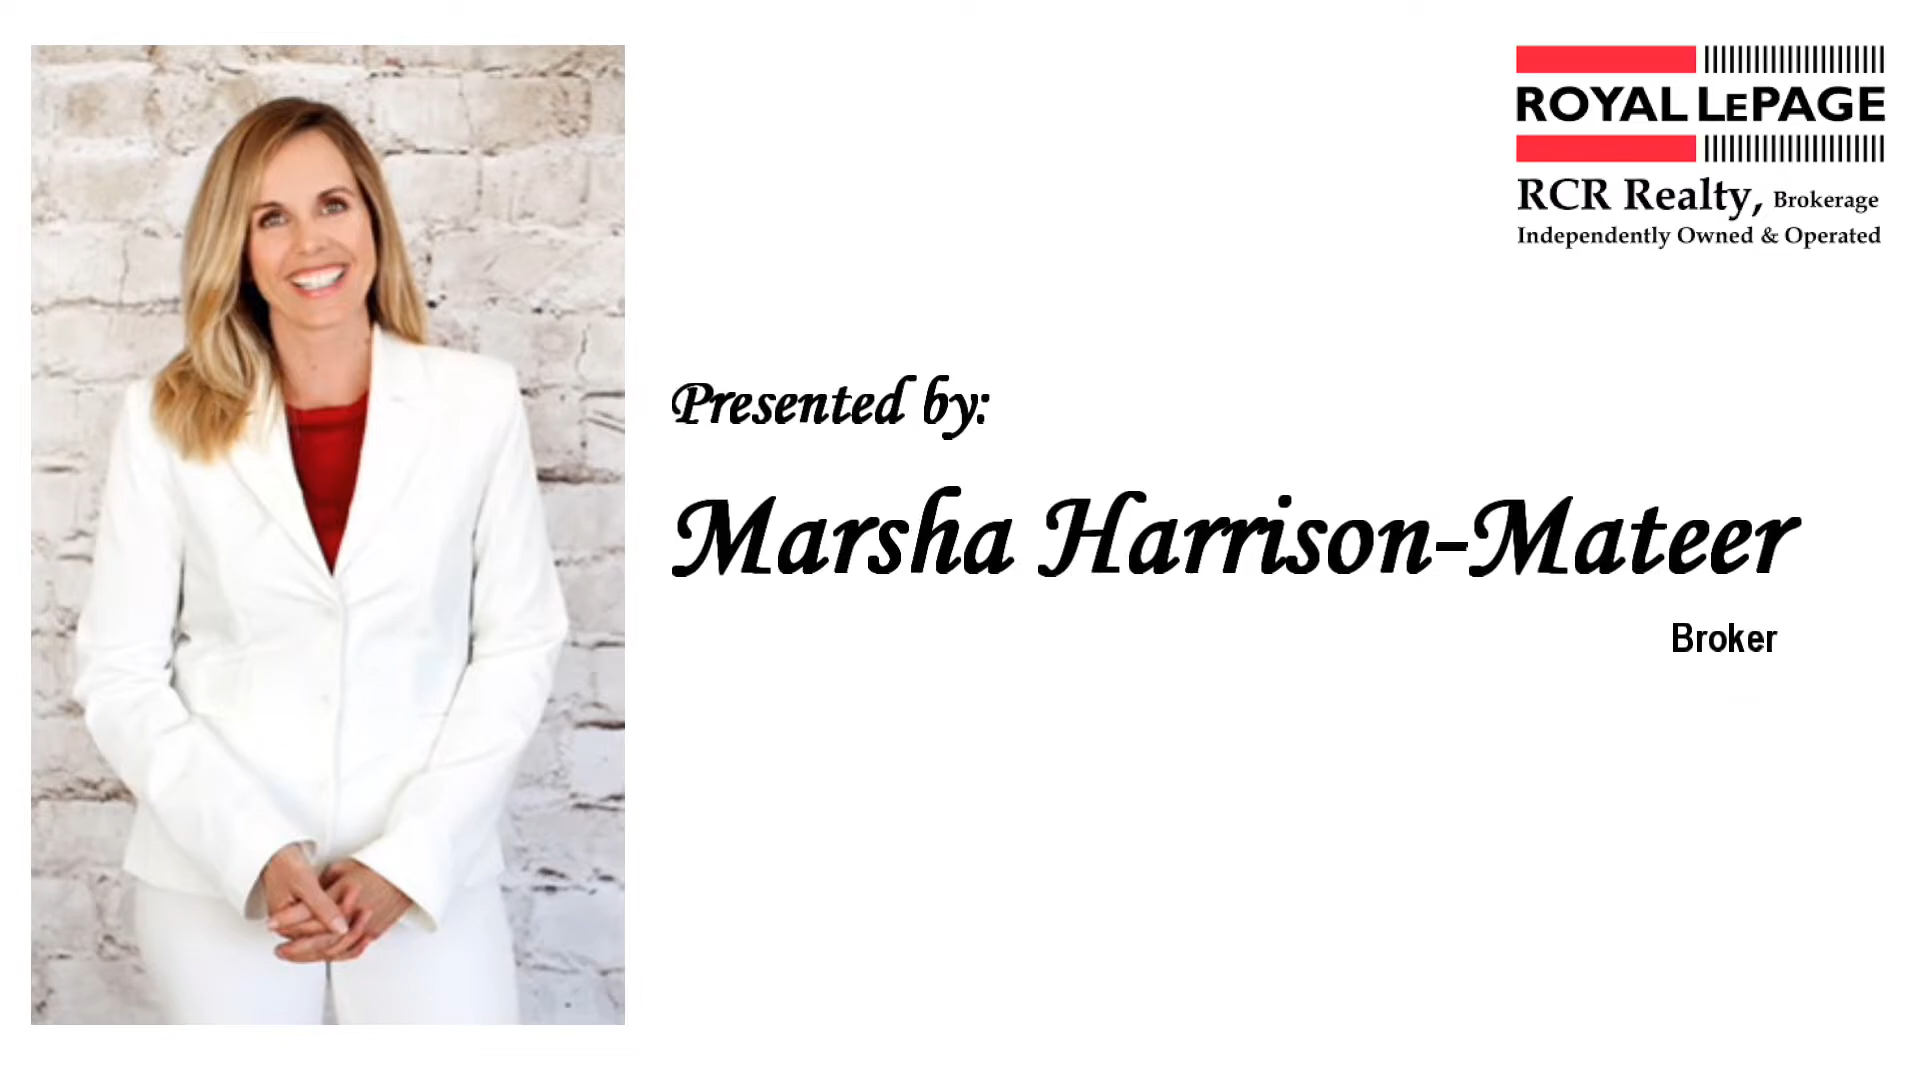 ROYAL LEPAGE
RCR Realty, Brokerage
Independently Owned & Operated
Presented by:
Marsha Harrison-Mateer
Broker